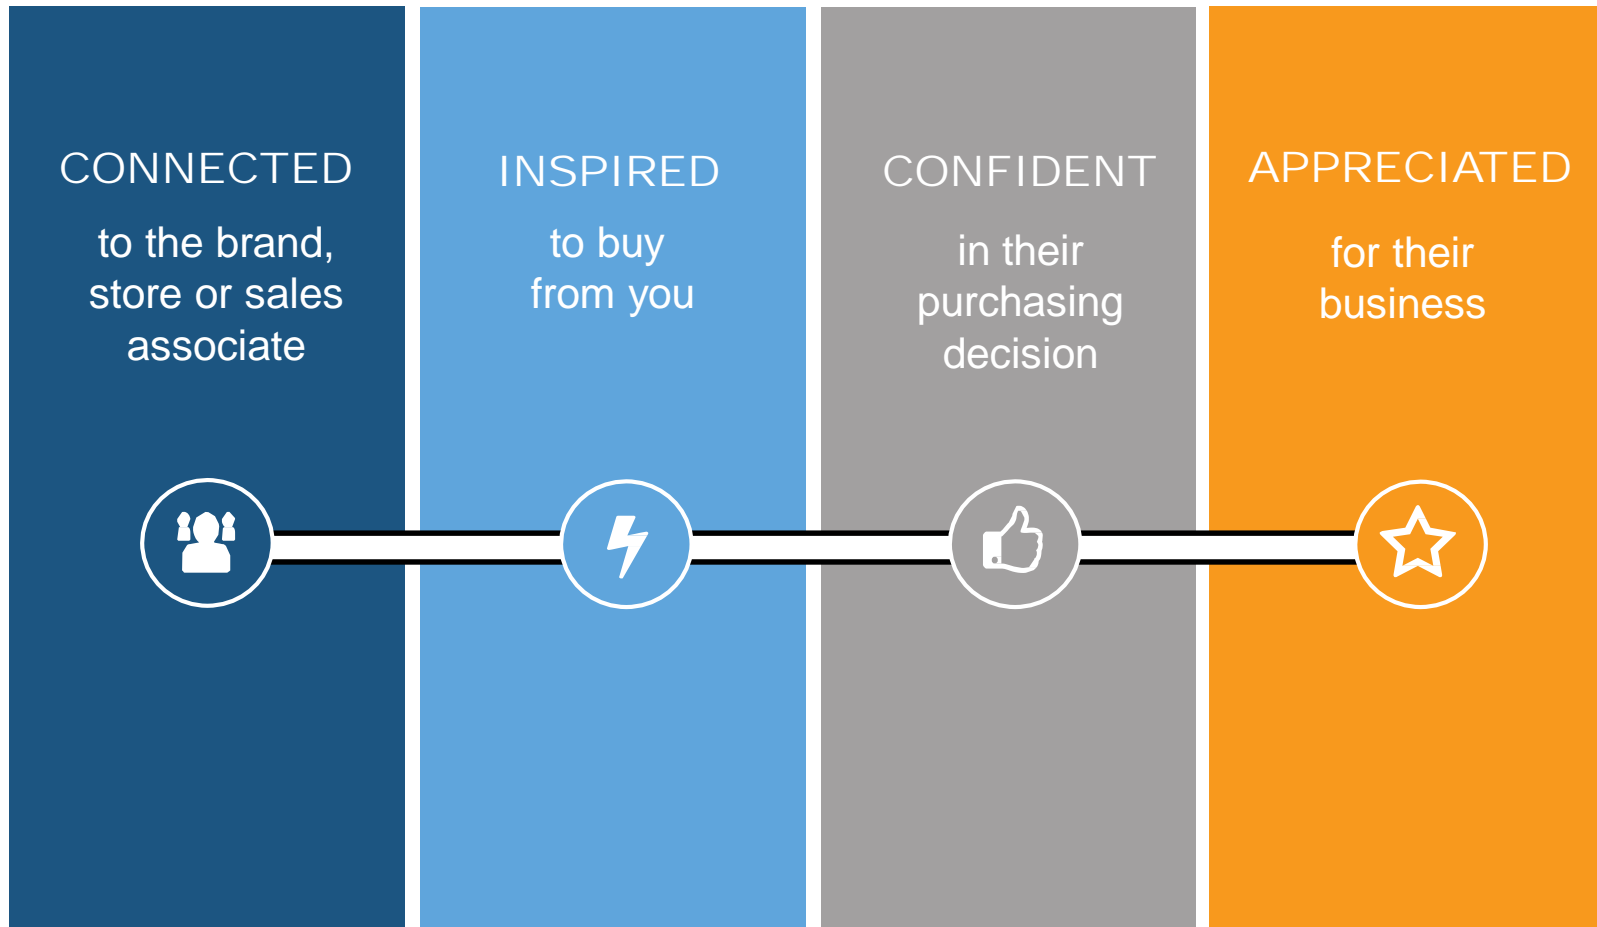 CONNECTED
to the brand,
store or sales
associate
INSPIRED
to buy
from you
CONFIDENT
in their
purchasing
decision
APPRECIATED
for their
business